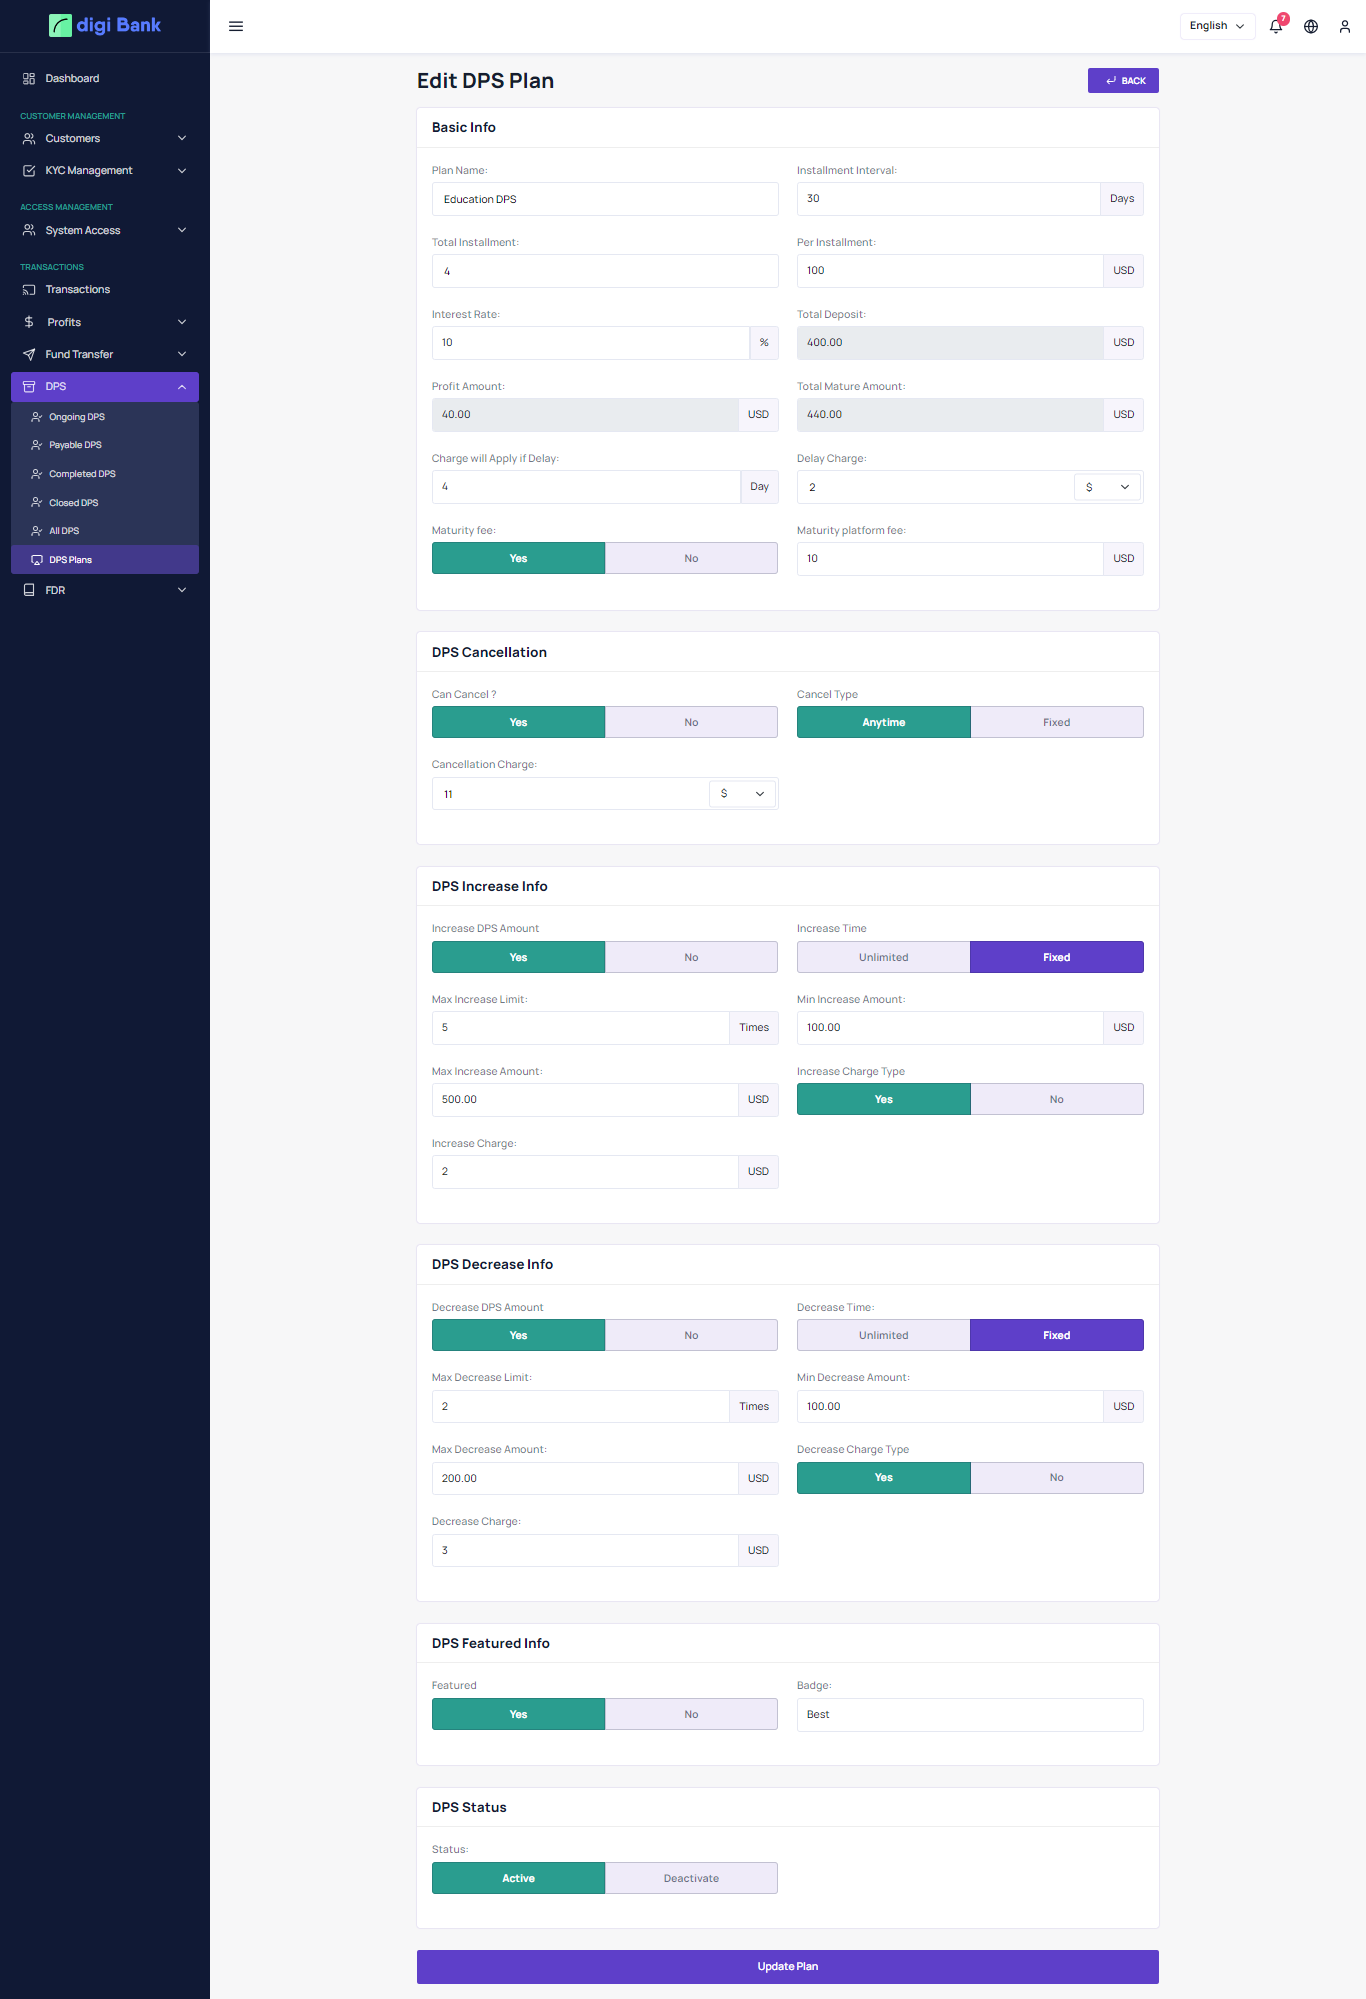 digi Bank
English
7
Dashboard
CUSTOMER MANAGEMENT
Customers
KYC Management
ACCESS MANAGEMENT
System Access
TRANSACTIONS
Transactions
Profits
Fund Transfer
DPS
Ongoing DPS
Payable DPS
Completed DPS
Closed DPS
All DPS
DPS Plans
FDR
Edit DPS Plan
BACK
Basic Info
Plan Name:
Installment Interval:
Education DPS
30 Days
Total Installment:
Per Installment:
4
100 USD
Interest Rate:
Total Deposit:
10 %
400.00 USD
Profit Amount:
Total Mature Amount:
40.00 USD
440.00 USD
Charge will Apply if Delay:
Delay Charge:
4 Day
2 $
Maturity fee:
Maturity platform fee:
Yes No
10 USD
DPS Cancellation
Can Cancel ?
Cancel Type
Yes No
Anytime Fixed
Cancellation Charge:
11 $
DPS Increase Info
Increase DPS Amount
Increase Time
Yes No
Unlimited Fixed
Max Increase Limit:
Min Increase Amount:
5 Times
100.00 USD
Max Increase Amount:
Increase Charge Type
500.00 USD
Yes No
Increase Charge:
2 USD
DPS Decrease Info
Decrease DPS Amount
Decrease Time:
Yes No
Unlimited Fixed
Max Decrease Limit:
Min Decrease Amount:
2 Times
100.00 USD
Max Decrease Amount:
Decrease Charge Type
200.00 USD
Yes No
Decrease Charge:
3 USD
DPS Featured Info
Featured
Badge:
Yes No
Best
DPS Status
Status:
Active Deactivate
Update Plan